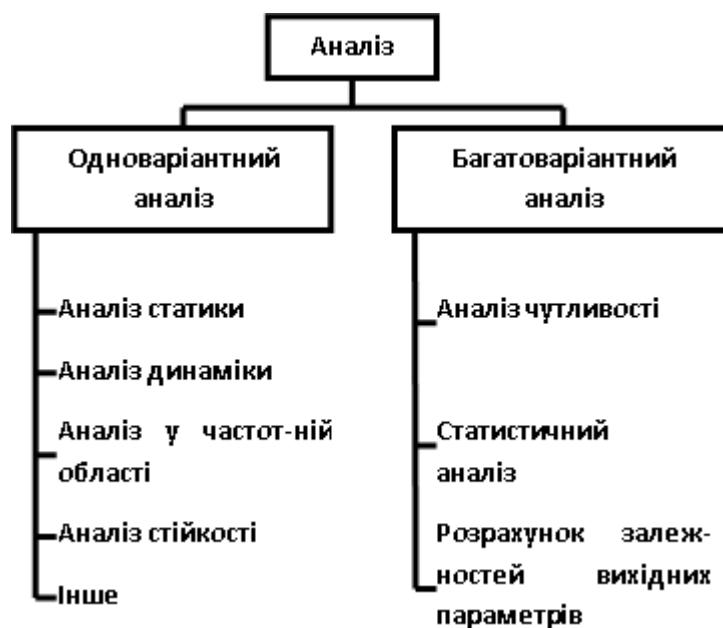 Аналіз
Одноваріантний
аналіз
Аналіз статики
Аналіз динаміки
Аналіз у частот-ній
області
Аналіз стійкості
Інше
Багатоваріантний
аналіз
Аналіз чутливості
Статистичний
аналіз
Розрахунок залеж-
ностей вихідних
параметрів